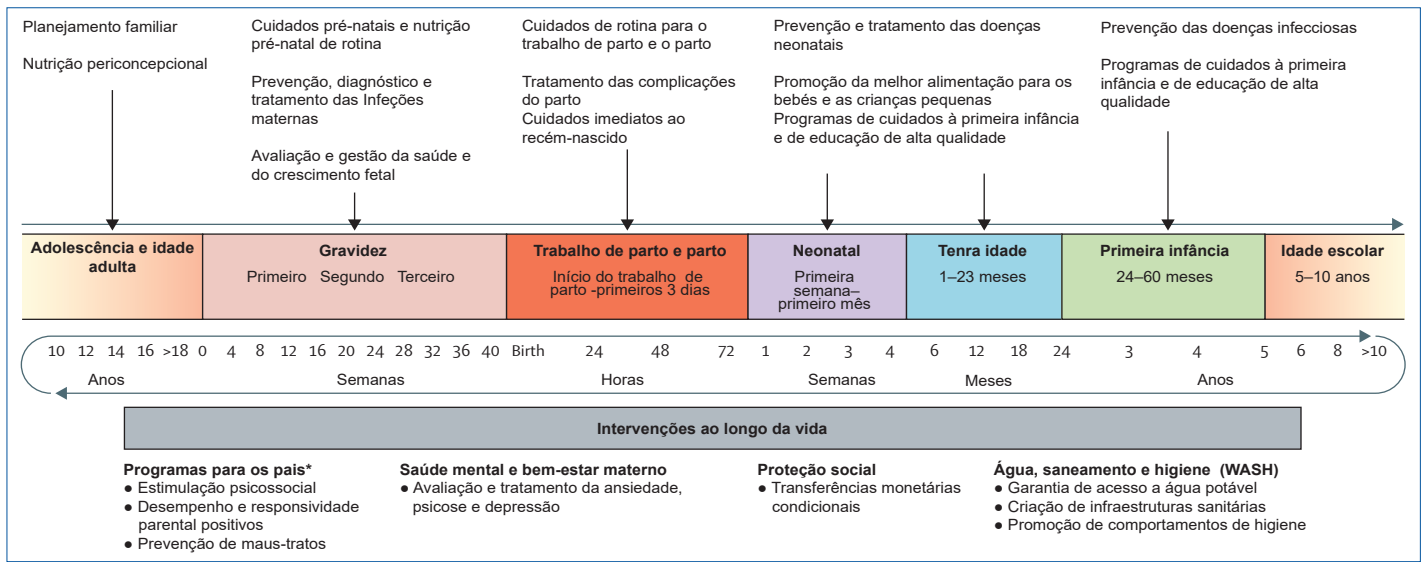 Planejamento familiar
Nutrição periconcepcional
Cuidados pré-natais e nutrição
pré-natal de rotina
Prevenção, diagnóstico e
tratamento das Infeções
maternas
Avaliação e gestão da saúde e
do crescimento fetal
Cuidados de rotina para o
trabalho de parto e o parto
Tratamento das complicações
do parto
Cuidados imediatos ao
recém-nascido
Prevenção e tratamento das doenças
neonatais
Promoção da melhor alimentação para os
bebés e as crianças pequenas
Programas de cuidados à primeira infância
e de educação de alta qualidade
Prevenção das doenças infecciosas
Programas de cuidados à primeira
infância e de educação de alta
qualidade
Adolescência e idade
adulta
Gravidez
Primeiro Segundo Terceiro
Trabalho de parto e parto
Início do trabalho de
parto -primeiros 3 dias
Neonatal
Primeira
semana–
primeiro mês
Tenra idade
1–23 meses
Primeira infância
24–60 meses
Idade escolar
5–10 anos
10 12 14 16 >18 0 4 8 12 16 20 24 28 32 36 40 Birth 24 48 72 1 2 3 4 6 12 18 24 3 4 5 6 8 >10
Anos Semanas Horas Semanas Meses Anos
Intervenções ao longo da vida
Programas para os pais*
● Estimulação psicossocial
● Desempenho e responsividade
parental positivos
● Prevenção de maus-tratos
Saúde mental e bem-estar materno
● Avaliação e tratamento da ansiedade,
psicose e depressão
Proteção social
● Transferências monetárias
condicionais
Água, saneamento e higiene (WASH)
● Garantia de acesso a água potável
● Criação de infraestruturas sanitárias
● Promoção de comportamentos de higiene